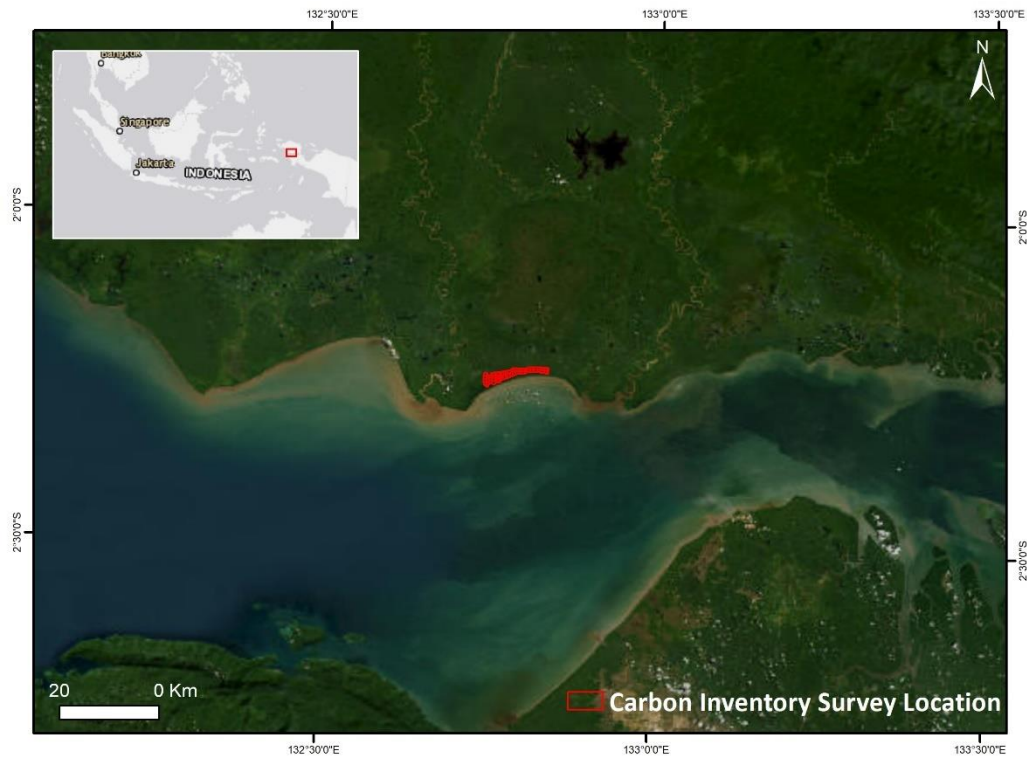 132°30'0"E 133°0'0"E 133°30'0"E
Bangkok
Singapore
Jakarta
INDONESIA
N
2°0'0"S 2°0'0"S
2°30'0"S 2°30'0"S
20 0 Km
Carbon Inventory Survey Location
132°30'0"E 133°0'0"E 133°30'0"E